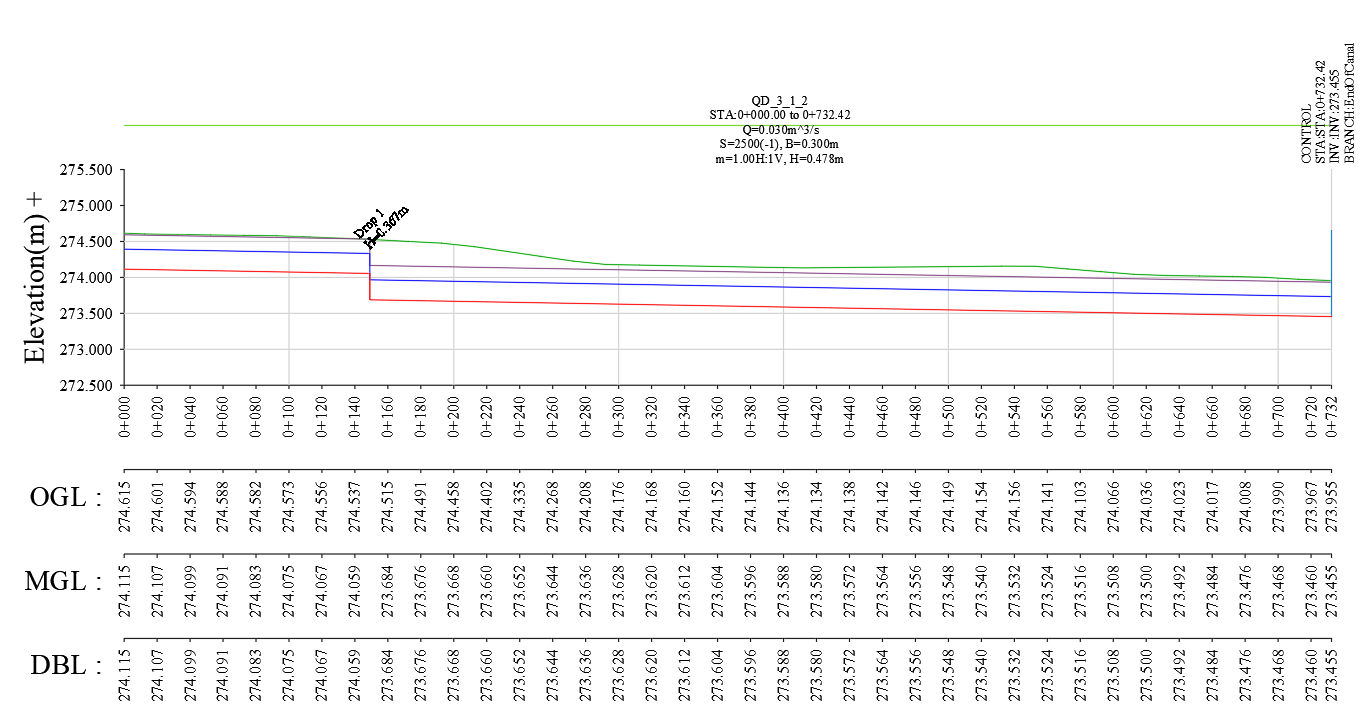 QD_3_1_2
STA:0+000.00 to 0+732.42
Q=0.030m^3/s
S=2500(-1), B=0.300m
m=1.00H:1V, H=0.478m
CONTROL
STA:STA:0+732.42
INV:INV:273.455
BRANCH:EndOfCanal
Elevation(m) +
275.500
275.000
274.500
274.000
273.500
273.000
272.500
Drop 1
H=0.367m
0+000 0+020 0+040 0+060 0+080 0+100 0+120 0+140 0+160 0+180 0+200 0+220 0+240 0+260 0+280 0+300 0+320 0+340 0+360 0+380 0+400 0+420 0+440 0+460 0+480 0+500 0+520 0+540 0+560 0+580 0+600 0+620 0+640 0+660 0+680 0+700 0+720 0+732
OGL : 274.615 274.601 274.594 274.588 274.582 274.573 274.556 274.537 274.515 274.491 274.458 274.402 274.335 274.268 274.208 274.176 274.168 274.160 274.152 274.144 274.136 274.134 274.138 274.142 274.146 274.149 274.154 274.156 274.141 274.103 274.066 274.036 274.023 274.017 274.008 273.990 273.967 273.955
MGL : 274.115 274.107 274.099 274.091 274.083 274.075 274.067 274.059 273.684 273.676 273.668 273.660 273.652 273.644 273.636 273.628 273.620 273.612 273.604 273.596 273.588 273.580 273.572 273.564 273.556 273.548 273.540 273.532 273.524 273.516 273.508 273.500 273.492 273.484 273.476 273.468 273.460 273.455
DBL : 274.115 274.107 274.099 274.091 274.083 274.075 274.067 274.059 273.684 273.676 273.668 273.660 273.652 273.644 273.636 273.628 273.620 273.612 273.604 273.596 273.588 273.580 273.572 273.564 273.556 273.548 273.540 273.532 273.524 273.516 273.508 273.500 273.492 273.484 273.476 273.468 273.460 273.455